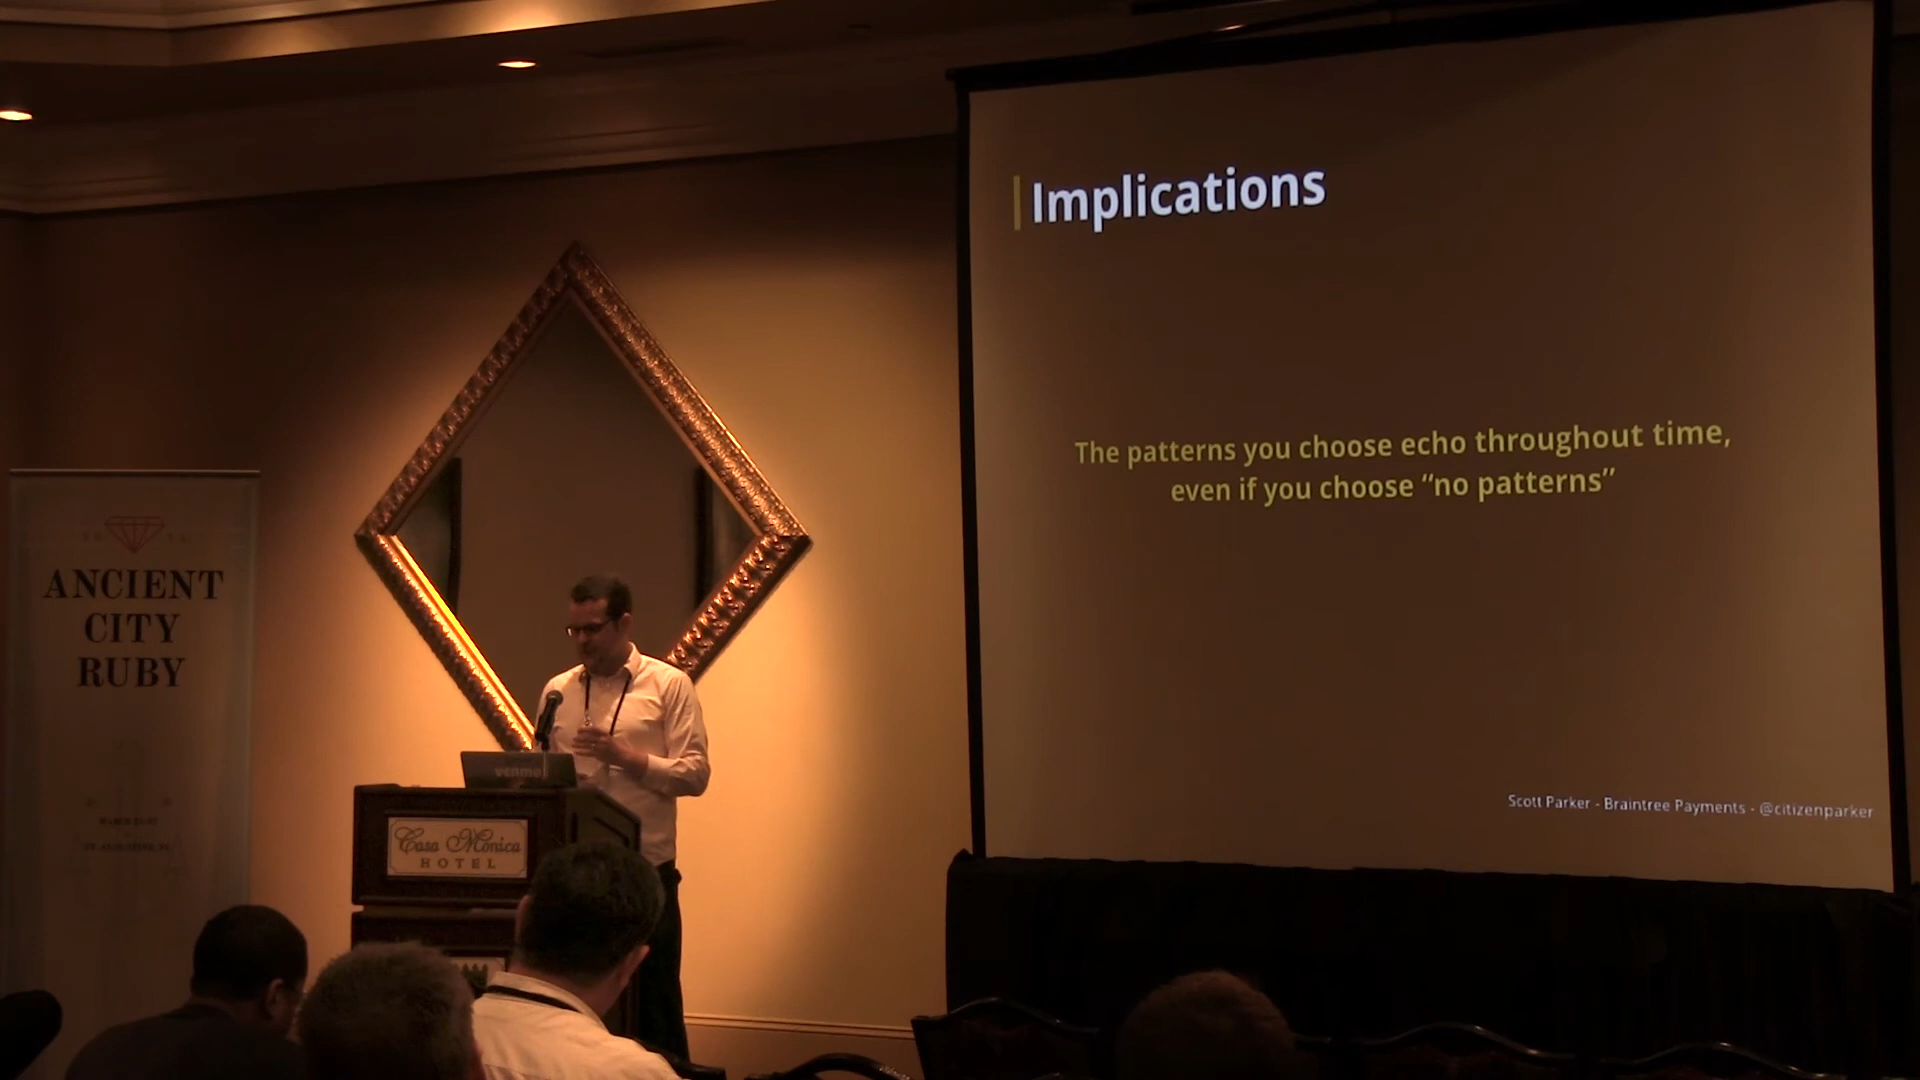 Implications
The patterns you choose echo throughout time,
even if you choose “no patterns”
Scott Parker - Braintree Payments - @citizenparker
ANCIENT
CITY
RUBY
venmo
Casa Monica
HOTEL